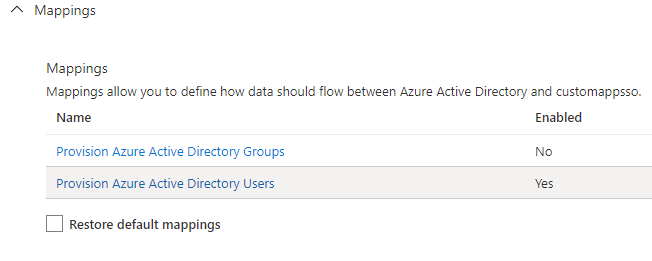 Mappings
Mappings
Mappings allow you to define how data should flow between Azure Active Directory and customappsso.
Name Enabled
Provision Azure Active Directory Groups No
Provision Azure Active Directory Users Yes
Restore default mappings